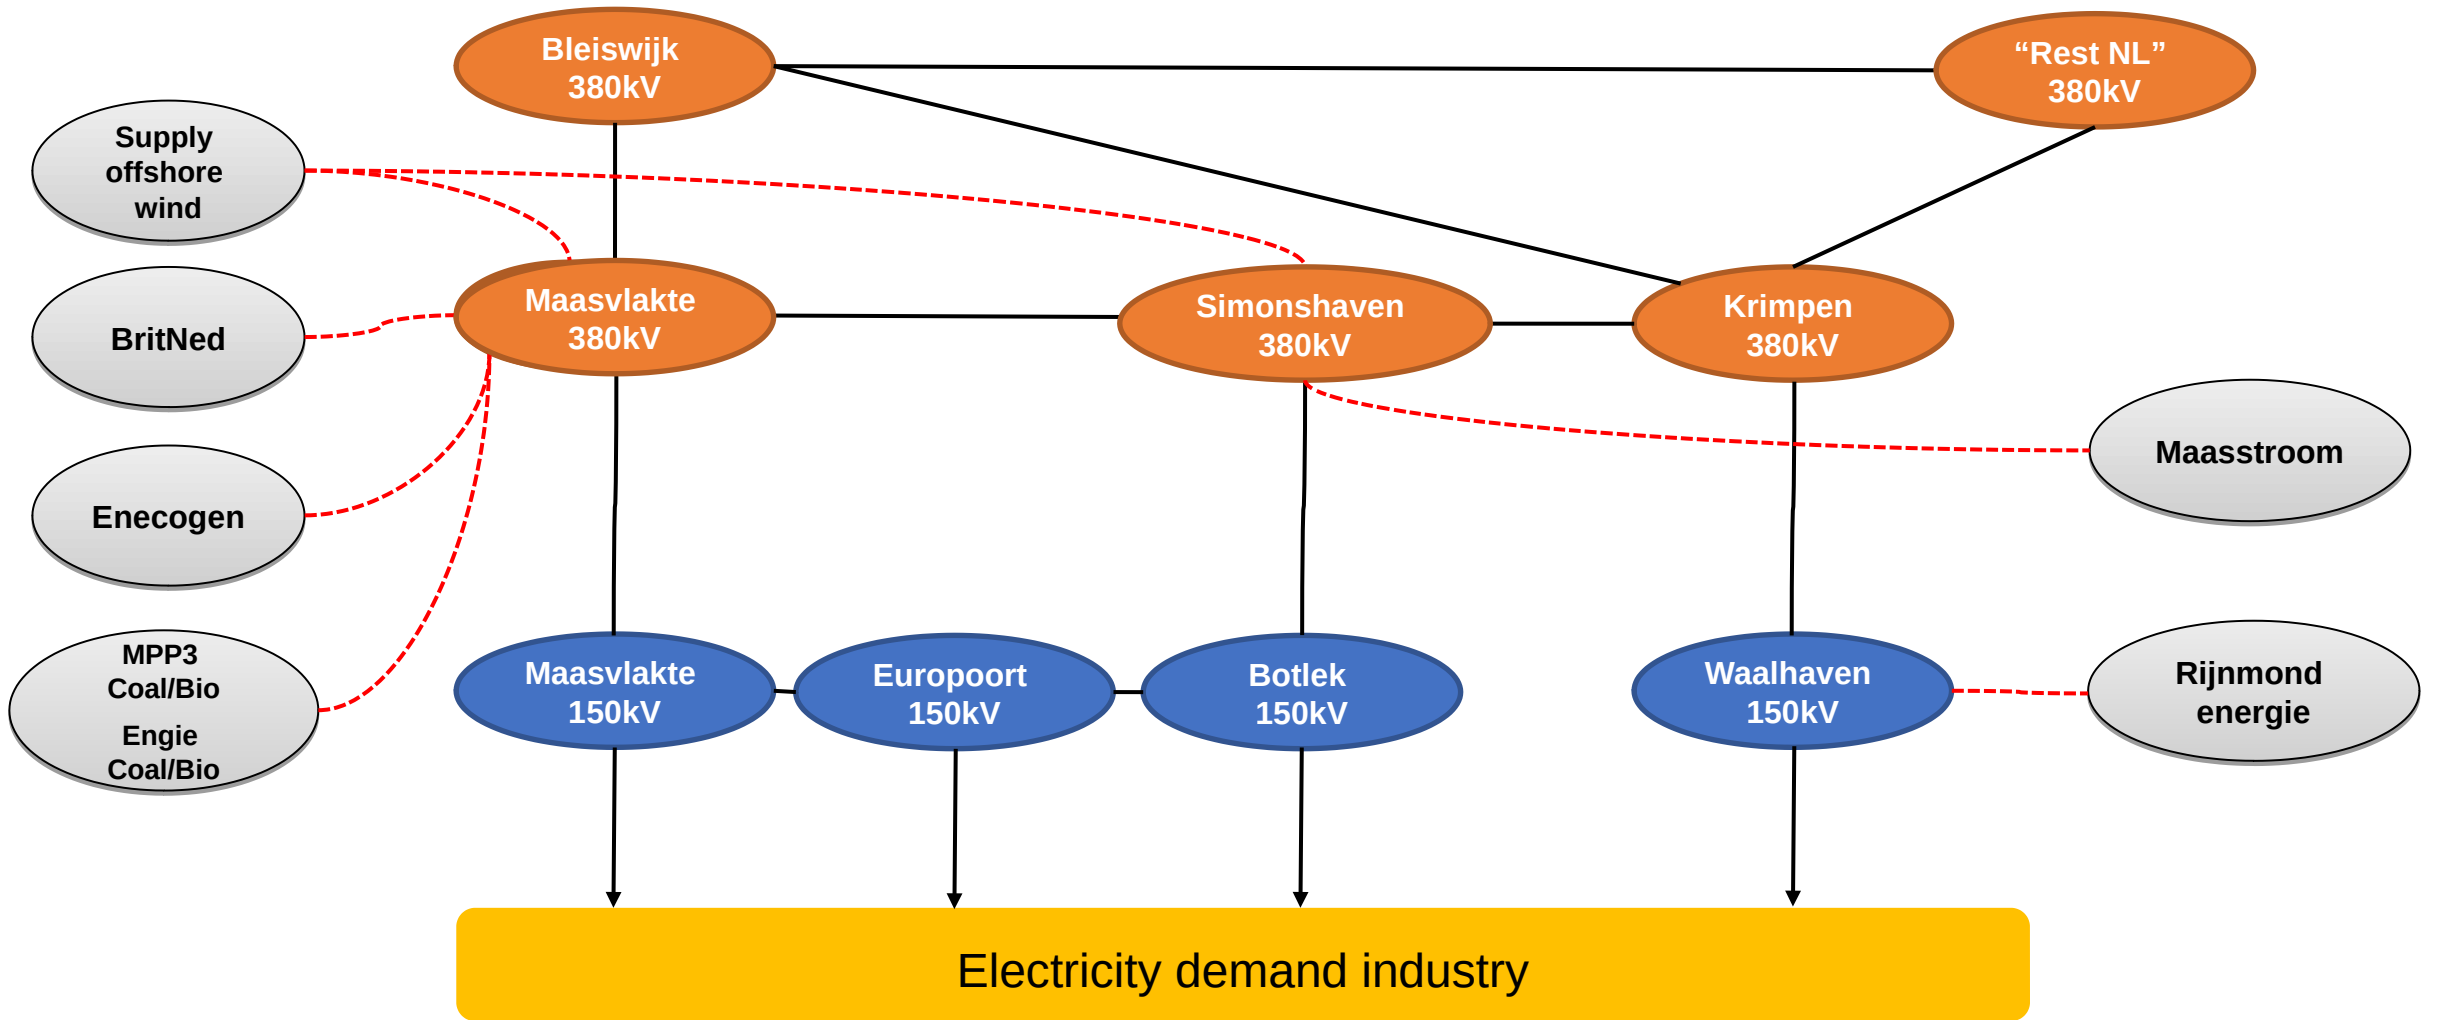 Bleiswijk
380kV
“Rest NL”
380kV
Supply
offshore
wind
BritNed
Maasvlakte
380kV
Simonshaven
380kV
Krimpen
380kV
Enecogen
Maasstroom
MPP3
Coal/Bio
Engie
Coal/Bio
Maasvlakte
150kV
Europoort
150kV
Botlek
150kV
Waalhaven
150kV
Rijnmond
energie
Electricity demand industry